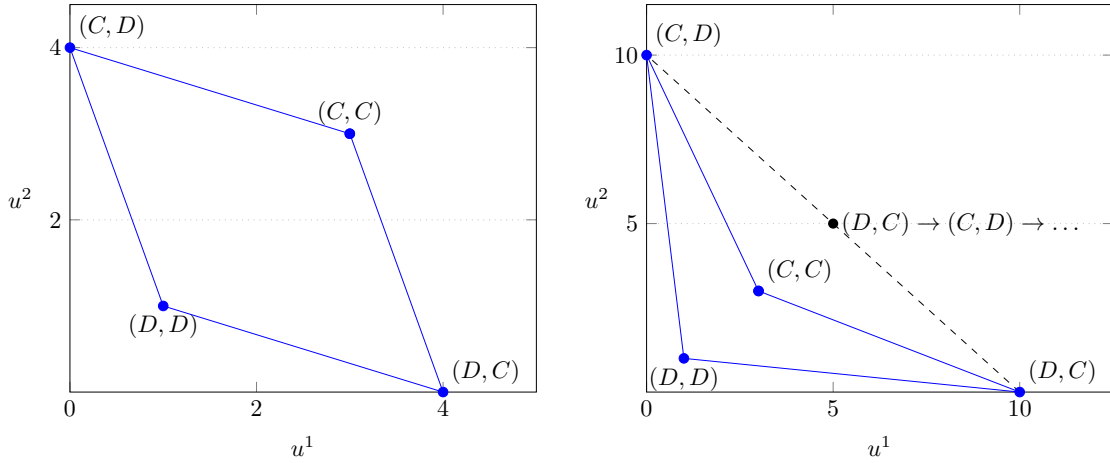 (C, D)
4
(C, C)
u²
2
(D, D)
(D, C)
0
2
4
u¹
(C, D)
10
u²
5
(D, C) → (C, D) → …
(C, C)
(D, D)
(D, C)
0
5
10
u¹